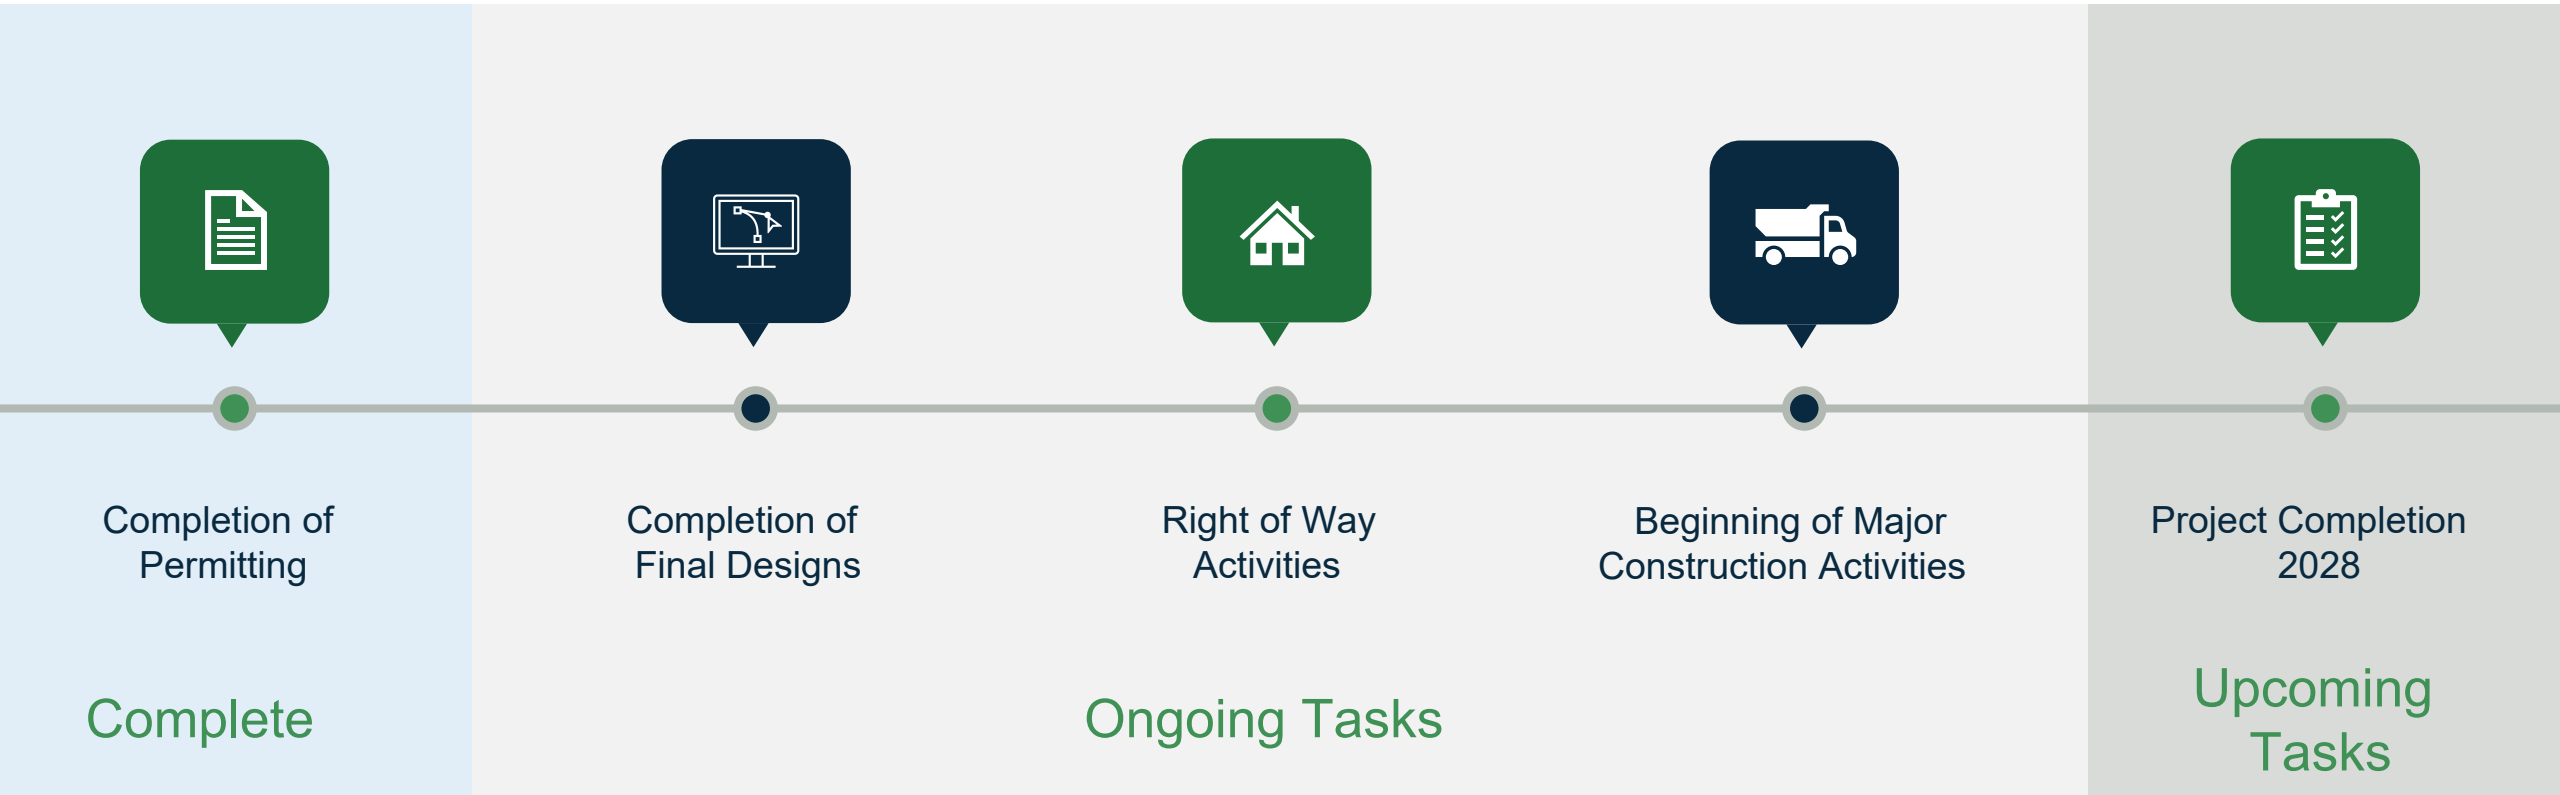 Completion of
Permitting
Completion of
Final Designs
Right of Way
Activities
Beginning of Major
Construction Activities
Project Completion
2028
Complete
Ongoing Tasks
Upcoming
Tasks